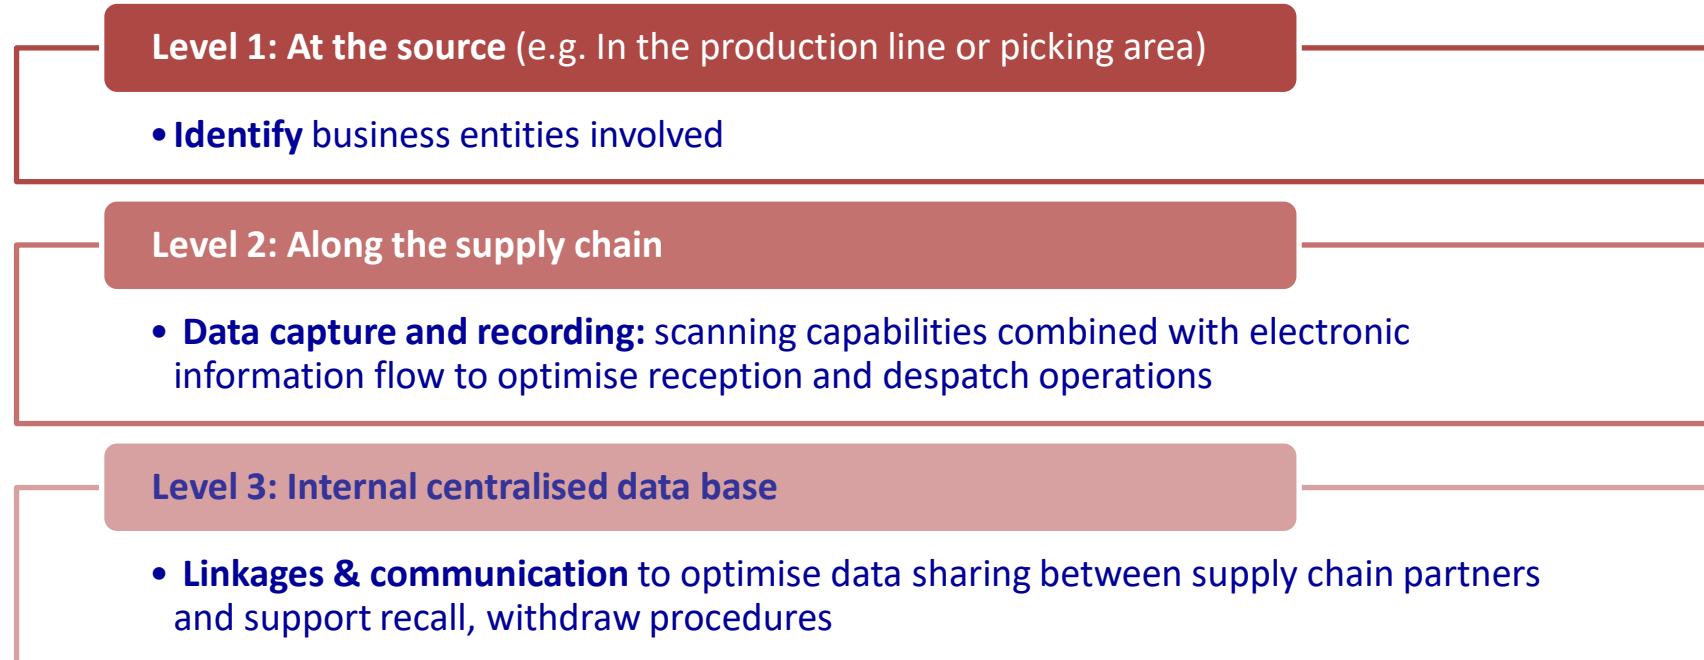 Level 1: At the source (e.g. In the production line or picking area)
• Identify business entities involved
Level 2: Along the supply chain
• Data capture and recording: scanning capabilities combined with electronic
information flow to optimise reception and despatch operations
Level 3: Internal centralised data base
• Linkages & communication to optimise data sharing between supply chain partners
and support recall, withdraw procedures